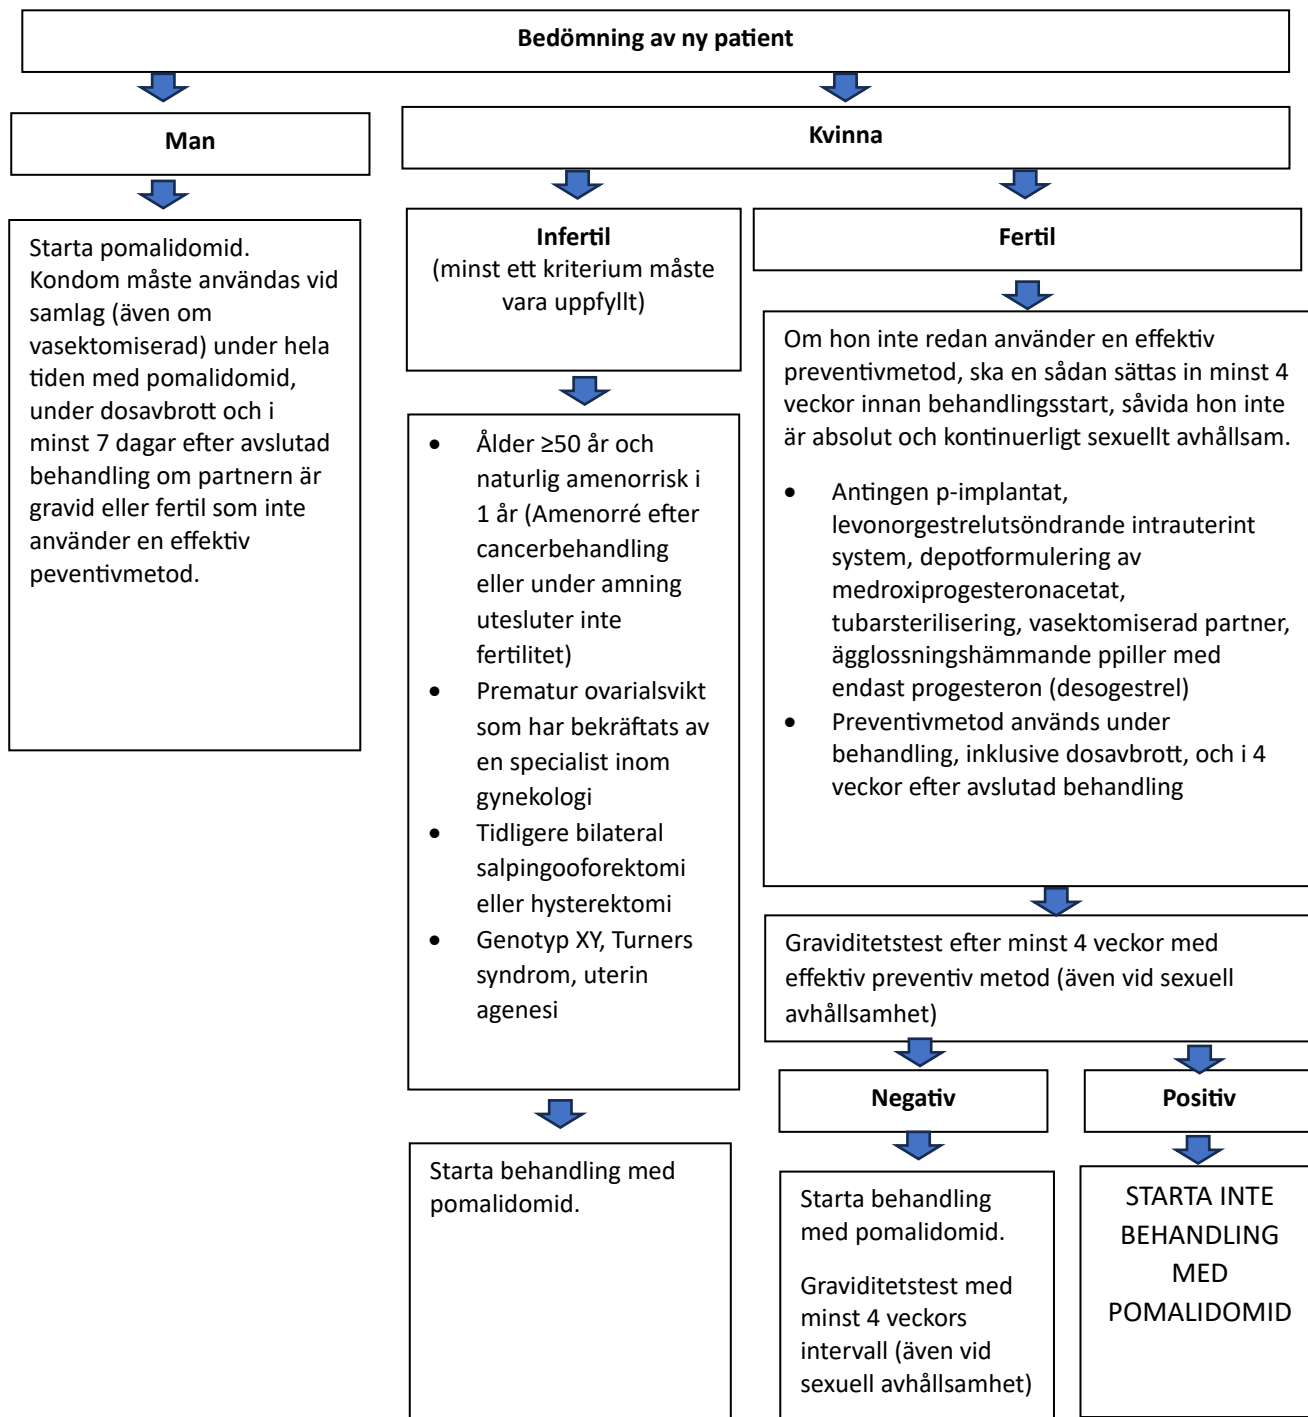 Bedömning av ny patient
Man
Starta pomalidomid.
Kondom måste användas vid
samlag (även om
vasektomiserad) under hela
tiden med pomalidomid,
under dosavbrott och i
minst 7 dagar efter avslutad
behandling om partnern är
gravid eller fertil som inte
använder en effektiv
peventivmetod.
Kvinna
Infertil
(minst ett kriterium måste
vara uppfyllt)
• Ålder ≥50 år och
naturlig amenorrisk i
1 år (Amenorré efter
cancerbehandling
eller under amning
utesluter inte
fertilitet)
• Prematur ovarialsvikt
som har bekräftats av
en specialist inom
gynekologi
• Tidligere bilateral
salpingooforektomi
eller hysterektomi
• Genotyp XY, Turners
syndrom, uterin
agenesi
Starta behandling med
pomalidomid.
Fertil
Om hon inte redan använder en effektiv
preventivmetod, ska en sådan sättas in minst 4
veckor innan behandlingsstart, såvida hon inte
är absolut och kontinuerligt sexuellt avhållsam.
• Antingen p-implantat,
levonorgestrelutsöndrande intrauterint
system, depotformulering av
medroxiprogesteronacetat,
tubarsterilisering, vasektomiserad partner,
ägglossningshämmande ppiller med
endast progesteron (desogestrel)
• Preventivmetod används under
behandling, inklusive dosavbrott, och i 4
veckor efter avslutad behandling
Graviditetstest efter minst 4 veckor med
effektiv preventiv metod (även vid sexuell
avhållsamhet)
Negativ
Starta behandling
med pomalidomid.
Graviditetstest med
minst 4 veckors
intervall (även vid
sexuell avhållsamhet)
Positiv
STARTA INTE
BEHANDLING
MED
POMALIDOMID